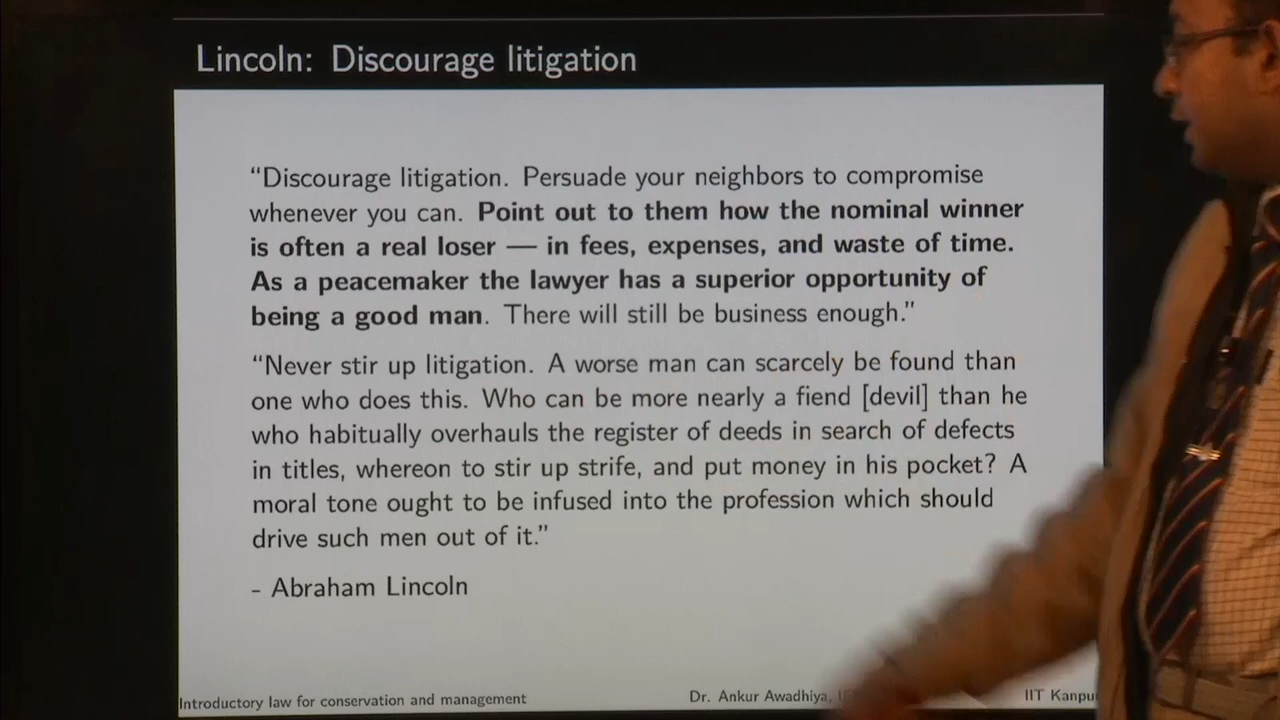 Lincoln: Discourage litigation
“Discourage litigation. Persuade your neighbors to compromise
whenever you can. Point out to them how the nominal winner
is often a real loser — in fees, expenses, and waste of time.
As a peacemaker the lawyer has a superior opportunity of
being a good man. There will still be business enough.”
“Never stir up litigation. A worse man can scarcely be found than
one who does this. Who can be more nearly a fiend [devil] than he
who habitually overhauls the register of deeds in search of defects
in titles, whereon to stir up strife, and put money in his pocket? A
moral tone ought to be infused into the profession which should
drive such men out of it.”
- Abraham Lincoln
Introductory law for conservation and management
Dr. Ankur Awadhiya,
IIT